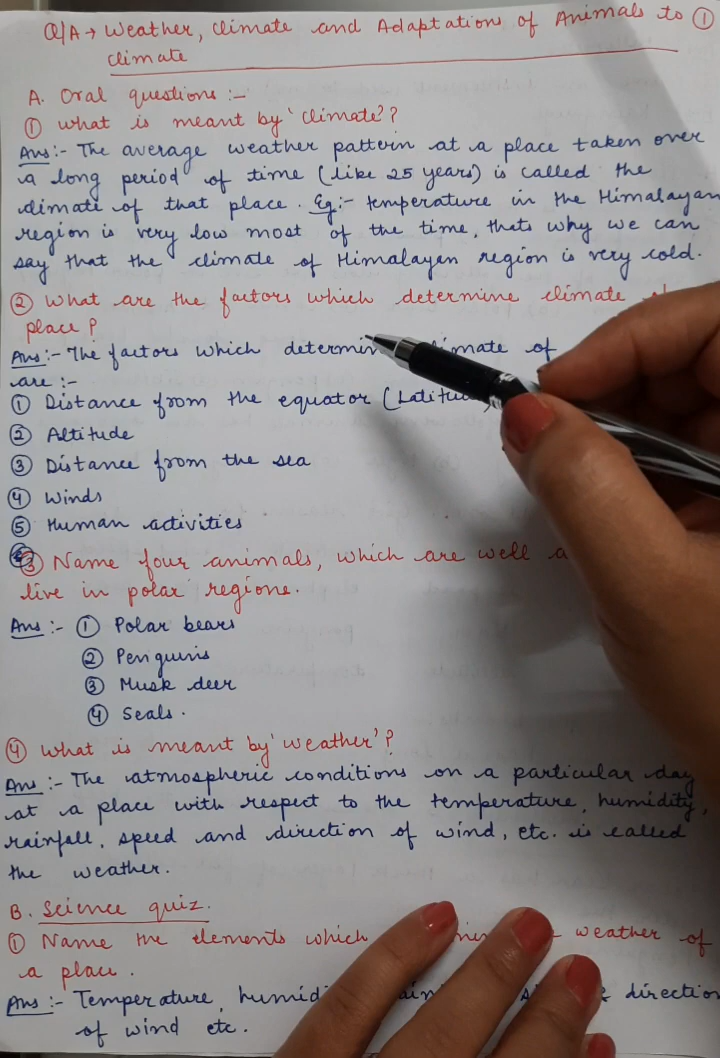 Q/A → Weather, climate and Adaptations of Animals to ①
climate
A. Oral questions :-
① What is meant by 'climate'?
Ans :- The average weather pattern at a place taken over
a long period of time (like 25 years) is called the
climate of that place. Eg:- temperature in the Himalayan
region is very low most of the time, thats why we can
say that the climate of Himalayan region is very cold.
② What are the factors which determine climate
place ?
Ans :- The factors which climate of
are :-
① Distance from the equator
② Altitude
③ Distance from the sea
④ Winds
⑤ Human activities
③ Name four animals, which are well
live in polar regions.
Ans :- ① Polar bears
② Penguins
③ Musk deer
④ Seals.
④ What is meant by 'weather'?
Ans :- The atmospheric conditions on a particular day
at a place with respect to the temperature, humidity,
rainfall, speed and direction of wind, etc. is called
the weather.
B. Science quiz.
① Name the elements which weather of
a place.
Ans :- Temperature, & direction
of wind etc.